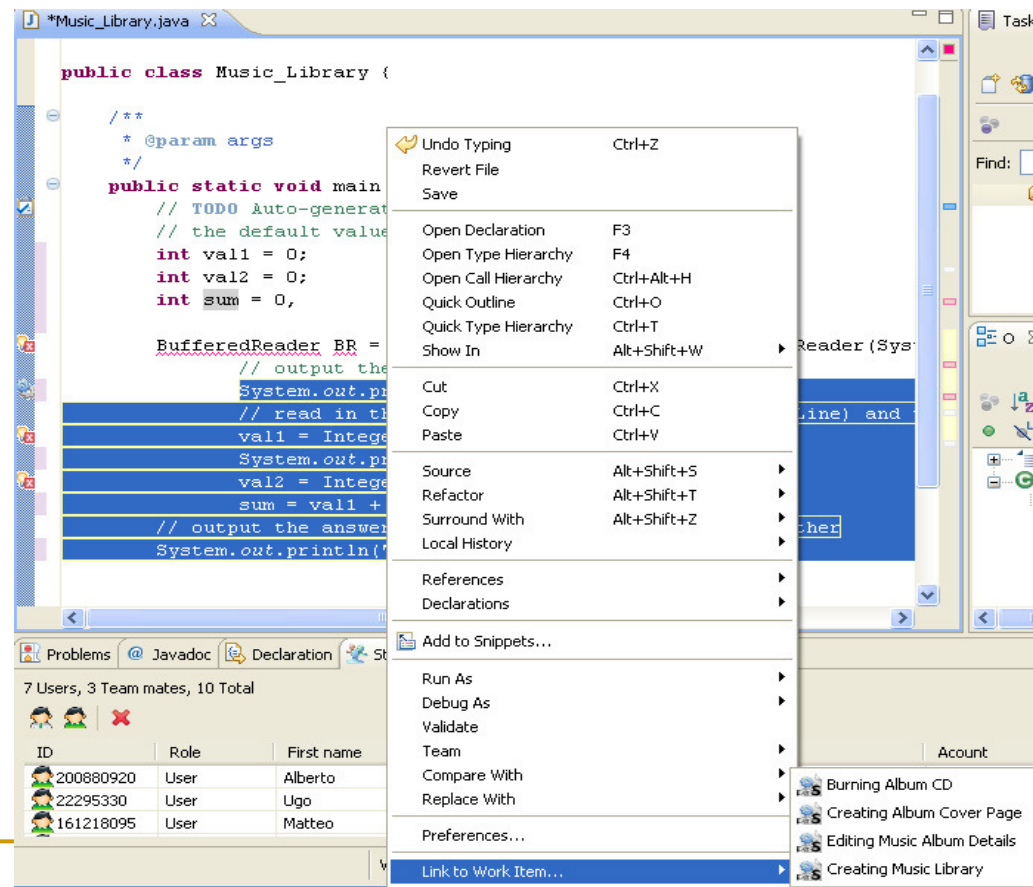 *Music_Library.java
Task
public class Music_Library {
/**
* @param args
*/
public static void main
// TODO Auto-generat
// the default value
int val1 = 0;
int val2 = 0;
int sum = 0,
BufferedReader BR = Reader(Sys
// output the
System.out.pr
// read in th Line) and
val1 = Intege
System.out.pr
val2 = Intege
sum = val1 +
// output the answer ther
System.out.println("
Find:
Undo Typing Ctrl+Z
Revert File
Save
Open Declaration F3
Open Type Hierarchy F4
Open Call Hierarchy Ctrl+Alt+H
Quick Outline Ctrl+O
Quick Type Hierarchy Ctrl+T
Show In Alt+Shift+W
Cut Ctrl+X
Copy Ctrl+C
Paste Ctrl+V
Source Alt+Shift+S
Refactor Alt+Shift+T
Surround With Alt+Shift+Z
Local History
References
Declarations
Add to Snippets...
Run As
Debug As
Validate
Team
Compare With
Replace With
Preferences...
Link to Work Item...
Burning Album CD
Creating Album Cover Page
Editing Music Album Details
Creating Music Library
O
Problems @ Javadoc Declaration St
7 Users, 3 Team mates, 10 Total
ID Role First name Acount
200880920 User Alberto
22295330 User Ugo
161218095 User Matteo